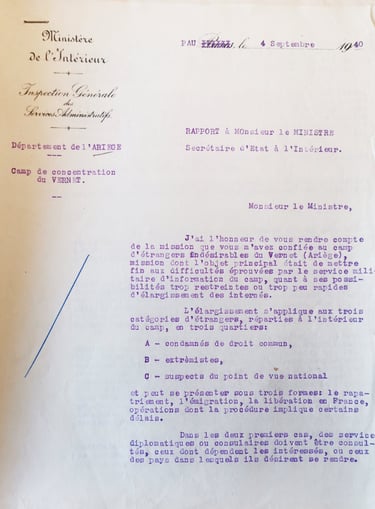 Ministère
de l'Intérieur
PAU Paris, le 4 Septembre 1940
Inspection Générale
des
Services Administratifs
RAPPORT à MOnsieur le MINISTRE
Secrétaire d'Etat à l'Intérieur.
Département de l'ARIEGE
Camp de concentration
du VERNET.
Monsieur le Ministre,
J'ai l'honneur de vous rendre compte
de la mission que vous m'avez confiée au camp
d'étrangers indésirables du Vernet (Ariège),
mission dont l'objet principal était de mettre
fin aux difficultés éprouvées par le service mili-
taire d'information du camp, quant à ses possi-
bilités trop restreintes ou trop peu rapides
d'élargissement des internés.
L'élargissement s'applique aux trois
catégories d'étrangers, réparties à l'intérieur
du camp, en trois quartiers:
A - condamnés de droit commun,
B - extrêmistes,
C - suspects du point de vue national
et peut se présenter sous trois formes: le rapa-
triement, l'émigration, la libération en France,
opérations dont la procédure implique certains
délais.
Dans les deux premiers cas, des service
diplomatiques ou consulaires doivent être consul-
tés, ceux dont dépendent les intéressés, ou ceux
des pays dans lesquels ils désirent se rendre.